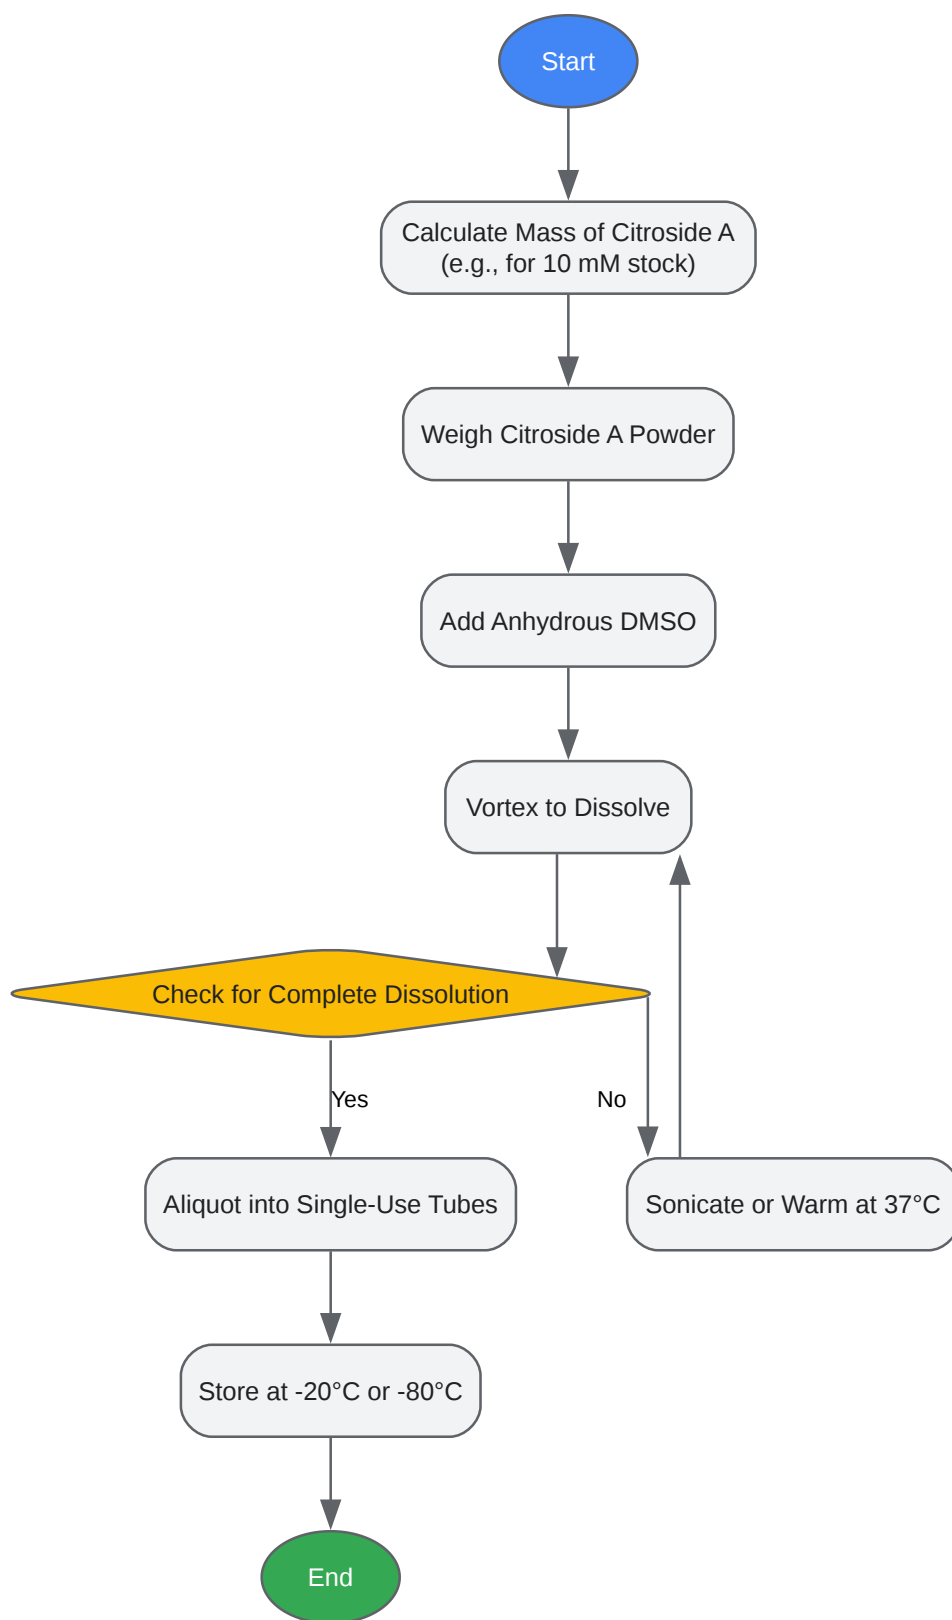 Start
Calculate Mass of Citroside A
(e.g., for 10 mM stock)
Weigh Citroside A Powder
Add Anhydrous DMSO
Vortex to Dissolve
Check for Complete Dissolution
Yes
No
Aliquot into Single-Use Tubes
Sonicate or Warm at 37°C
Store at -20°C or -80°C
End